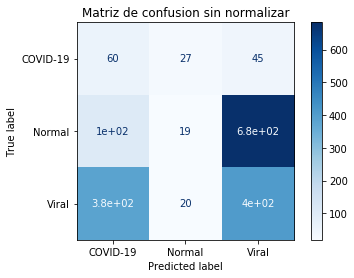 Matriz de confusion sin normalizar
COVID-19 60 27 45
Normal 1e+02 19 6.8e+02
Viral 3.8e+02 20 4e+02
COVID-19 Normal Viral
Predicted label
True label
600
500
400
300
200
100